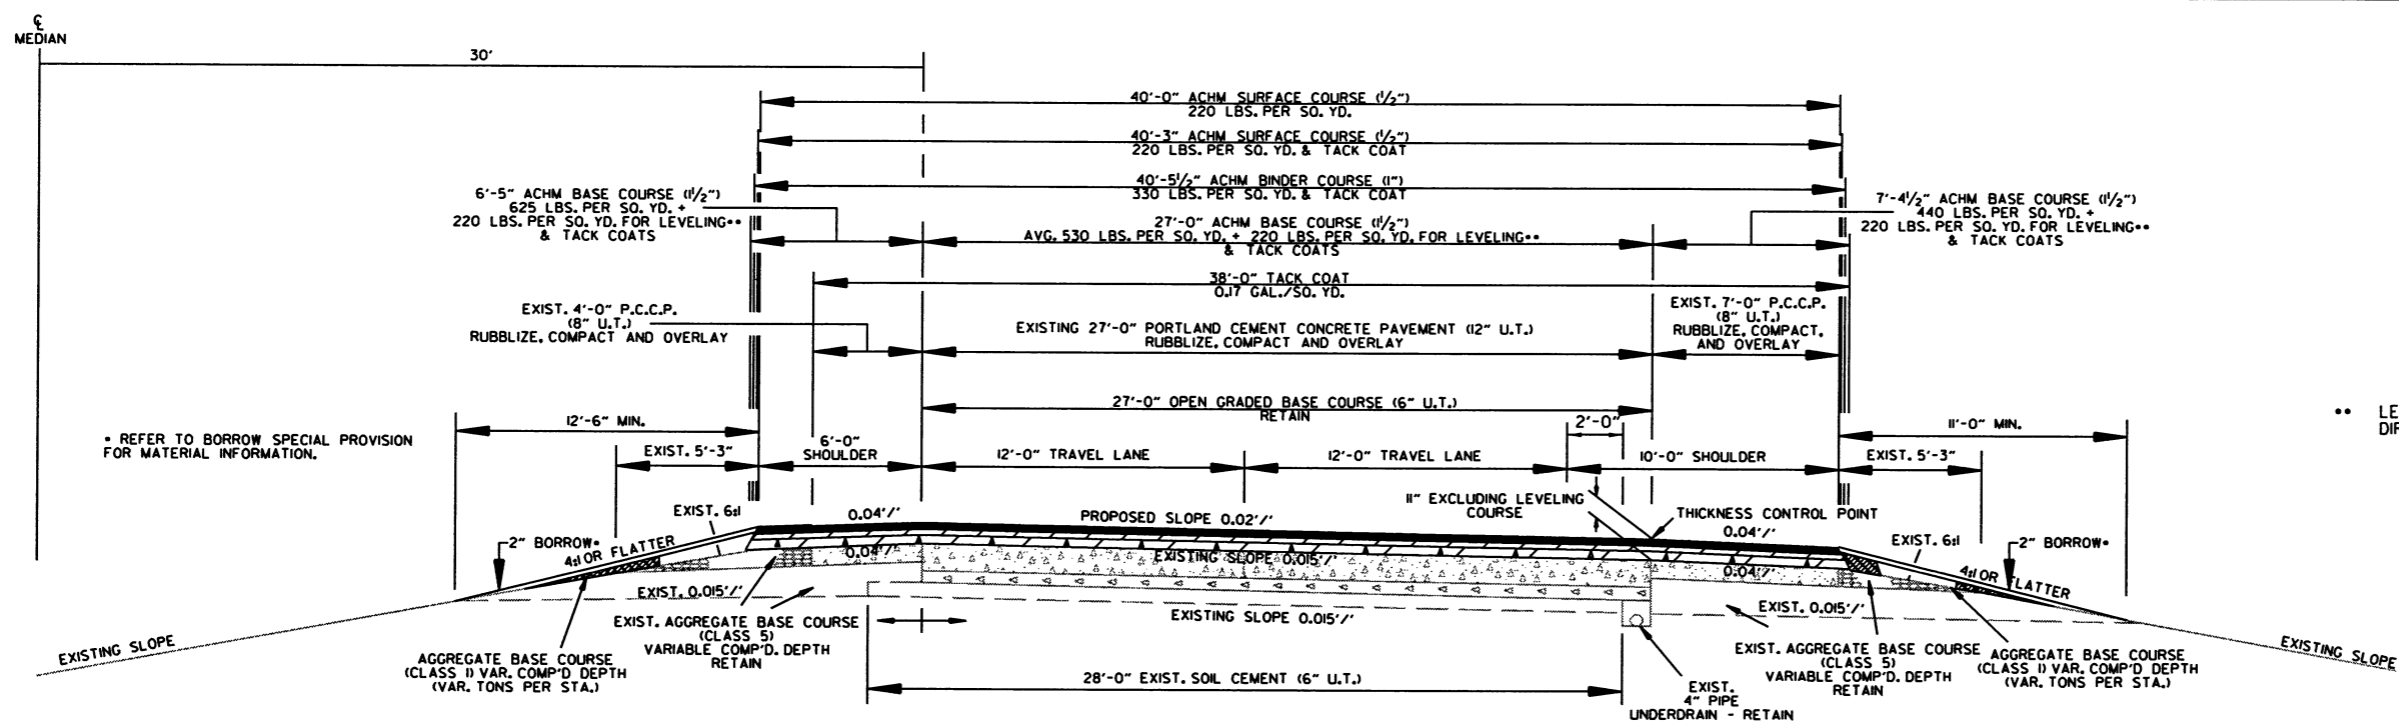 ℄
MEDIAN
30'
40'-0" ACHM SURFACE COURSE (1/2")
220 LBS. PER SQ. YD.
40'-3" ACHM SURFACE COURSE (1/2")
220 LBS. PER SQ. YD. & TACK COAT
40'-5 1/2" ACHM BINDER COURSE (1")
330 LBS. PER SQ. YD. & TACK COAT
6'-5" ACHM BASE COURSE (1 1/2")
625 LBS. PER SQ. YD. +
220 LBS. PER SQ. YD. FOR LEVELING••
& TACK COATS
27'-0" ACHM BASE COURSE (1 1/2")
AVG. 530 LBS. PER SQ. YD. + 220 LBS. PER SQ. YD. FOR LEVELING••
& TACK COATS
7'-4 1/2" ACHM BASE COURSE (1 1/2")
440 LBS. PER SQ. YD. +
220 LBS. PER SQ. YD. FOR LEVELING••
& TACK COATS
38'-0" TACK COAT
0.17 GAL./SQ. YD.
EXIST. 4'-0" P.C.C.P.
(8" U.T.)
RUBBLIZE, COMPACT AND OVERLAY
EXISTING 27'-0" PORTLAND CEMENT CONCRETE PAVEMENT (12" U.T.)
RUBBLIZE, COMPACT AND OVERLAY
EXIST. 7'-0" P.C.C.P.
(8" U.T.)
RUBBLIZE, COMPACT,
AND OVERLAY
27'-0" OPEN GRADED BASE COURSE (6" U.T.)
RETAIN
• REFER TO BORROW SPECIAL PROVISION
FOR MATERIAL INFORMATION.
12'-6" MIN.
2'-0"
11'-0" MIN.
•• LE
DIF
EXIST. 5'-3"
6'-0"
SHOULDER
12'-0" TRAVEL LANE
12'-0" TRAVEL LANE
10'-0" SHOULDER
EXIST. 5'-3"
11" EXCLUDING LEVELING
COURSE
THICKNESS CONTROL POINT
EXIST. 6:1
0.04'/'
PROPOSED SLOPE 0.02'/'
0.04'/'
EXIST. 6:1
2" BORROW•
4:1 OR FLATTER
0.04'/'
EXISTING SLOPE 0.015'/'
0.04'/'
2" BORROW•
4:1 OR FLATTER
EXIST. 0.015'/'
EXISTING SLOPE 0.015'/'
EXIST. 0.015'/'
EXISTING SLOPE
EXIST. AGGREGATE BASE COURSE
(CLASS 5)
VARIABLE COMP'D. DEPTH
RETAIN
AGGREGATE BASE COURSE
(CLASS 1) VAR. COMP'D DEPTH
(VAR. TONS PER STA.)
28'-0" EXIST. SOIL CEMENT (6" U.T.)
EXIST.
4" PIPE
UNDERDRAIN - RETAIN
EXIST. AGGREGATE BASE COURSE
(CLASS 5)
VARIABLE COMP'D. DEPTH
RETAIN
AGGREGATE BASE COURSE
(CLASS 1) VAR. COMP'D DEPTH
(VAR. TONS PER STA.)
EXISTING SLOPE